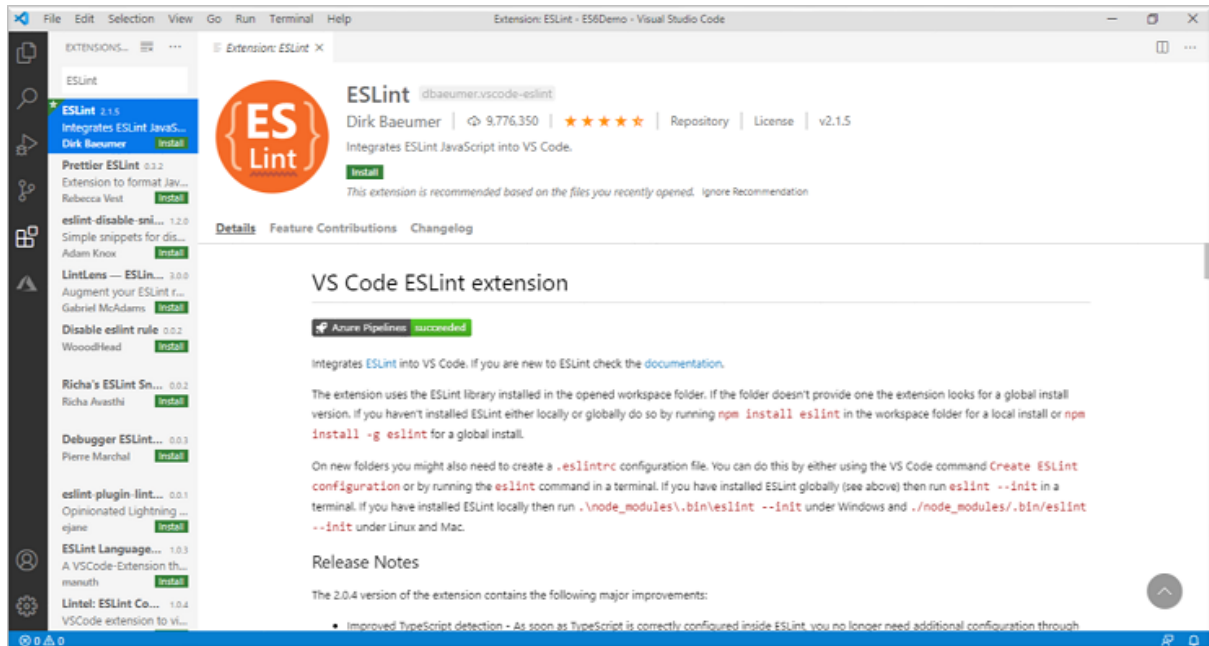 File Edit Selection View Go Run Terminal Help
Extension: ESLint - ES6Demo - Visual Studio Code
EXTENSIONS...
ESLint
ESLint 2.1.5
Integrates ESLint JavaS...
Dirk Baeumer Install
Prettier ESLint 0.3.2
Extension to format Jav...
Rebecca Vest Install
eslint-disable-sni... 1.2.0
Simple snippets for dis...
Adam Knox Install
LintLens — ESLin... 3.0.0
Augment your ESLint r...
Gabriel McAdams Install
Disable eslint rule 0.0.2
WooodHead Install
Richa's ESLint Sn... 0.0.2
Richa Avasthi Install
Debugger ESLint... 0.0.3
Pierre Marchal Install
eslint-plugin-lint... 0.0.1
Opinionated Lightning ...
ejane Install
ESLint Language... 1.0.3
A VSCode-Extension th...
manuth Install
Lintel: ESLint Co... 1.0.4
VSCode extension to vi...
Extension: ESLint
ES
Lint
ESLint dbaeumer.vscode-eslint
Dirk Baeumer 9,776,350 Repository License v2.1.5
Integrates ESLint JavaScript into VS Code.
Install
This extension is recommended based on the files you recently opened. Ignore Recommendation
Details Feature Contributions Changelog
VS Code ESLint extension
Azure Pipelines succeeded
Integrates ESLint into VS Code. If you are new to ESLint check the documentation.
The extension uses the ESLint library installed in the opened workspace folder. If the folder doesn't provide one the extension looks for a global install
version. If you haven't installed ESLint either locally or globally do so by running npm install eslint in the workspace folder for a local install or npm
install -g eslint for a global install.
On new folders you might also need to create a .eslintrc configuration file. You can do this by either using the VS Code command Create ESLint
configuration or by running the eslint command in a terminal. If you have installed ESLint globally (see above) then run eslint --init in a
terminal. If you have installed ESLint locally then run .\node_modules\.bin\eslint --init under Windows and ./node_modules/.bin/eslint
--init under Linux and Mac.
Release Notes
The 2.0.4 version of the extension contains the following major improvements:
• Improved TypeScript detection - As soon as TypeScript is correctly configured inside ESLint, you no longer need additional configuration through
0 0